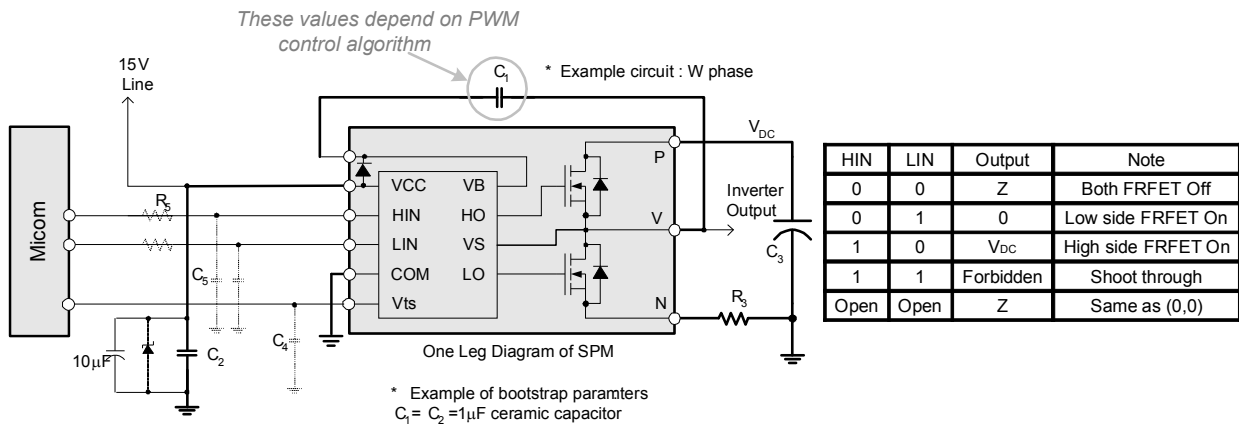 These values depend on PWM
control algorithm
15V
Line
C1
* Example circuit : W phase
VDC
P
VCC
VB
R5
HIN
HO
Inverter
Output
V
Micom
LIN
VS
C3
COM
LO
C5
Vts
N
R3
C4
10μF
C2
One Leg Diagram of SPM
* Example of bootstrap paramters
C1= C2 =1μF ceramic capacitor
HIN LIN Output Note
0 0 Z Both FRFET Off
0 1 0 Low side FRFET On
1 0 VDC High side FRFET On
1 1 Forbidden Shoot through
Open Open Z Same as (0,0)